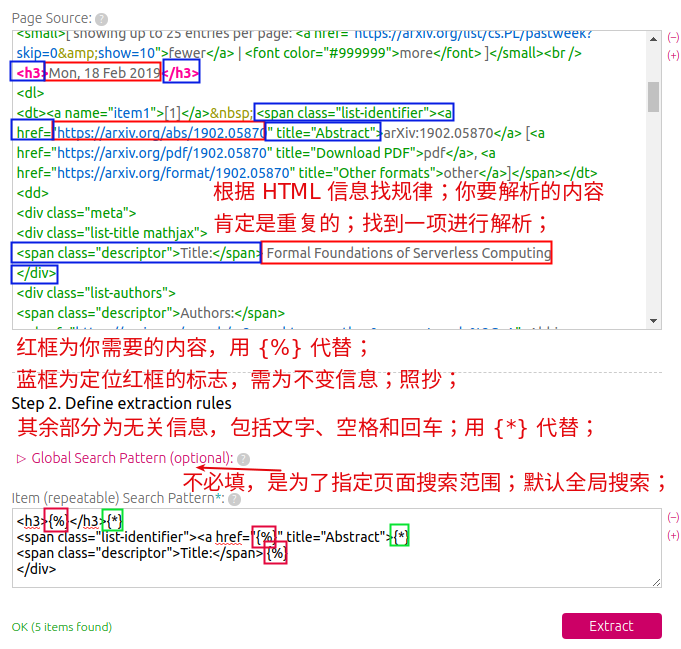 Page Source: ?
<small>[ showing up to 25 entries per page: <a href="https://arxiv.org/list/cs.PL/pastweek?
skip=0&amp;show=10">fewer</a> | <font color="#999999">more</font> ]</small><br />
(−)
(+)
<h3>Mon, 18 Feb 2019</h3>
<dl>
<dt><a name="item1">[1]</a>&nbsp;<span class="list-identifier"><a
href="https://arxiv.org/abs/1902.05870" title="Abstract">arXiv:1902.05870</a> [<a
href="https://arxiv.org/pdf/1902.05870" title="Download PDF">pdf</a>, <a
href="https://arxiv.org/format/1902.05870" title="Other formats">other</a>]</span></dt>
<dd>
<div class="meta">
<div class="list-title mathjax">
根据 HTML 信息找规律；你要解析的内容
肯定是重复的；找到一项进行解析；
<span class="descriptor">Title:</span> Formal Foundations of Serverless Computing
</div>
<div class="list-authors">
<span class="descriptor">Authors:</span>
红框为你需要的内容，用 {%} 代替；
蓝框为定位红框的标志，需为不变信息；照抄；
Step 2. Define extraction rules
其余部分为无关信息，包括文字、空格和回车；用 {*} 代替；
▷ Global Search Pattern (optional): ?
不必填，是为了指定页面搜索范围；默认全局搜索；
Item (repeatable) Search Pattern*: ?
<h3>{%}</h3>{*}
<span class="list-identifier"><a href="{%}" title="Abstract">{*}
<span class="descriptor">Title:</span>{%}
</div>
(−)
(+)
OK (5 items found)
Extract